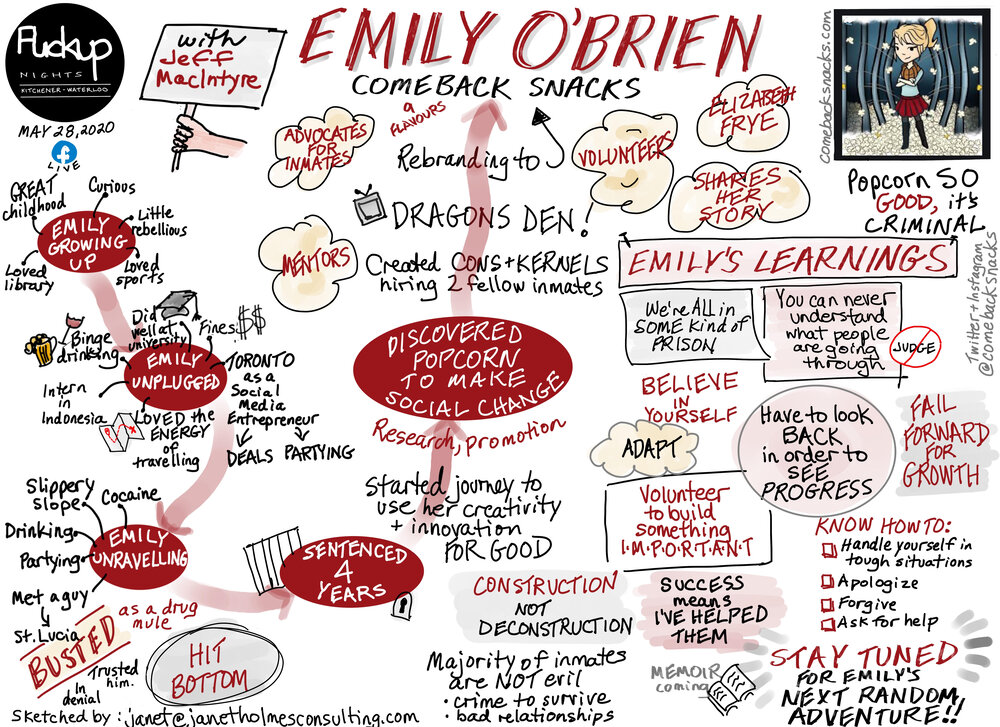 Fuckup
NIGHTS
KITCHENER - WATERLOO
MAY 28, 2020
LIVE
with
Jeff
MacIntyre
EMILY O'BRIEN
COMEBACK SNACKS
comebacksnacks.com
Popcorn SO
GOOD, it's
CRIMINAL
Twitter + Instagram
@comebacksnacks
GREAT
childhood
Curious
Little
rebellious
Loved
sports
Loved
library
EMILY
GROWING
UP
Binge
drinking
Did
well at
university
Fines
$$
EMILY
UNPLUGGED
Intern
in
Indonesia
LOVED THE
ENERGY
of
travelling
TORONTO
as a
Social
Media
Entrepreneur
DEALS
PARTYING
Slippery
slope
Cocaine
Drinking
Partying
EMILY
UNRAVELLING
Met a guy
St. Lucia
as a drug
mule
BUSTED
Trusted
him.
In
denial
HIT
BOTTOM
SENTENCED
4
YEARS
Started journey to
use her creativity
+ innovation
FOR GOOD
Research, promotion
DISCOVERED
POPCORN
TO MAKE
SOCIAL CHANGE
Created CONS + KERNELS
hiring 2 fellow inmates
DRAGONS DEN!
Rebranding to
9
FLAVOURS
ADVOCATES
FOR
INMATES
MENTORS
VOLUNTEERS
ELIZABETH
FRYE
SHARES
HER
STORY
EMILY'S LEARNINGS
We're ALL in
SOME kind of
PRISON
You can never
understand
what people
are going
through
JUDGE
BELIEVE
IN
YOURSELF
ADAPT
Have to look
BACK
in order to
SEE
PROGRESS
FAIL
FORWARD
FOR
GROWTH
Volunteer
to build
something
I·M·P·O·R·T·A·N·T
KNOW HOW TO:
Handle yourself in
tough situations
Apologize
Forgive
Ask for help
CONSTRUCTION
NOT
DECONSTRUCTION
SUCCESS
means
I'VE HELPED
THEM
Majority of inmates
are NOT evil
• crime to survive
• bad relationships
MEMOIR
coming
STAY TUNED
FOR EMILY'S
NEXT RANDOM
ADVENTURE!!
Sketched by: janet@janetholmesconsulting.com